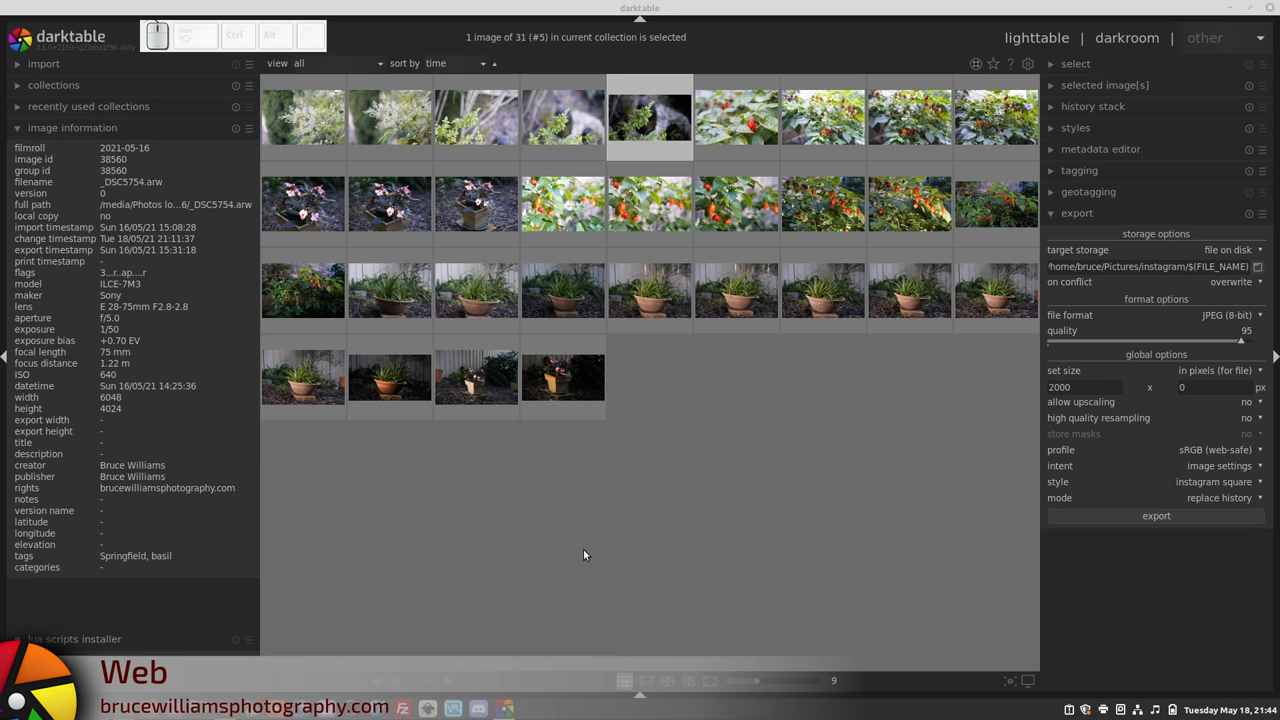 darktable
darktable
3.5.0+2159~g22abe1f90-dirty
Ctrl
Alt
1 image of 31 (#5) in current collection is selected
lighttable | darkroom | other
import
collections
recently used collections
image information
filmroll 2021-05-16
image id 38560
group id 38560
filename _DSC5754.arw
version 0
full path /media/Photos lo...6/_DSC5754.arw
local copy no
import timestamp Sun 16/05/21 15:08:28
change timestamp Tue 18/05/21 21:11:37
export timestamp Sun 16/05/21 15:31:18
print timestamp -
flags 3...r..ap....r
model ILCE-7M3
maker Sony
lens E 28-75mm F2.8-2.8
aperture f/5.0
exposure 1/50
exposure bias +0.70 EV
focal length 75 mm
focus distance 1.22 m
ISO 640
datetime Sun 16/05/21 14:25:36
width 6048
height 4024
export width -
export height -
title -
description -
creator Bruce Williams
publisher Bruce Williams
rights brucewilliamsphotography.com
notes -
version name -
latitude -
longitude -
elevation -
tags Springfield, basil
categories -
lua scripts installer
view all sort by time
9
select
selected image[s]
history stack
styles
metadata editor
tagging
geotagging
export
storage options
target storage file on disk
/home/bruce/Pictures/instagram/$(FILE_NAME)
on conflict overwrite
format options
file format JPEG (8-bit)
quality 95
global options
set size in pixels (for file)
2000 x 0 px
allow upscaling no
high quality resampling no
store masks no
profile sRGB (web-safe)
intent image settings
style instagram square
mode replace history
export
Web
brucewilliamsphotography.com
Tuesday May 18, 21:44